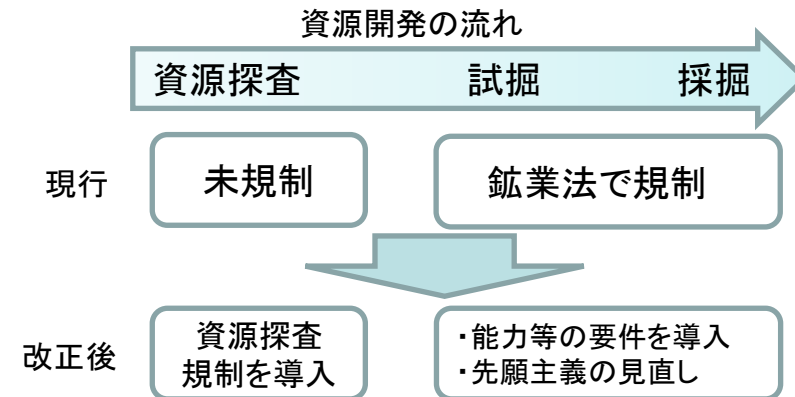 資源開発の流れ
資源探査 試掘 採掘
現行 未規制 鉱業法で規制
改正後
資源探査
規制を導入
・能力等の要件を導入
・先願主義の見直し